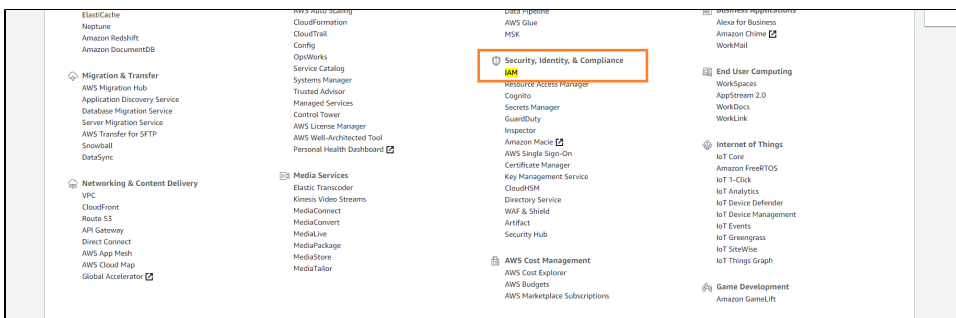 ElastiCache
Neptune
Amazon Redshift
Amazon DocumentDB
Migration & Transfer
AWS Migration Hub
Application Discovery Service
Database Migration Service
Server Migration Service
AWS Transfer for SFTP
Snowball
DataSync
Networking & Content Delivery
VPC
CloudFront
Route 53
API Gateway
Direct Connect
AWS App Mesh
AWS Cloud Map
Global Accelerator
AWS Auto Scaling
CloudFormation
CloudTrail
Config
OpsWorks
Service Catalog
Systems Manager
Trusted Advisor
Managed Services
Control Tower
AWS License Manager
AWS Well-Architected Tool
Personal Health Dashboard
Media Services
Elastic Transcoder
Kinesis Video Streams
MediaConnect
MediaConvert
MediaLive
MediaPackage
MediaStore
MediaTailor
Data Pipeline
AWS Glue
MSK
Security, Identity, & Compliance
IAM
Resource Access Manager
Cognito
Secrets Manager
GuardDuty
Inspector
Amazon Macie
AWS Single Sign-On
Certificate Manager
Key Management Service
CloudHSM
Directory Service
WAF & Shield
Artifact
Security Hub
AWS Cost Management
AWS Cost Explorer
AWS Budgets
AWS Marketplace Subscriptions
Business Applications
Alexa for Business
Amazon Chime
WorkMail
End User Computing
WorkSpaces
AppStream 2.0
WorkDocs
WorkLink
Internet of Things
IoT Core
Amazon FreeRTOS
IoT 1-Click
IoT Analytics
IoT Device Defender
IoT Device Management
IoT Events
IoT Greengrass
IoT SiteWise
IoT Things Graph
Game Development
Amazon GameLift